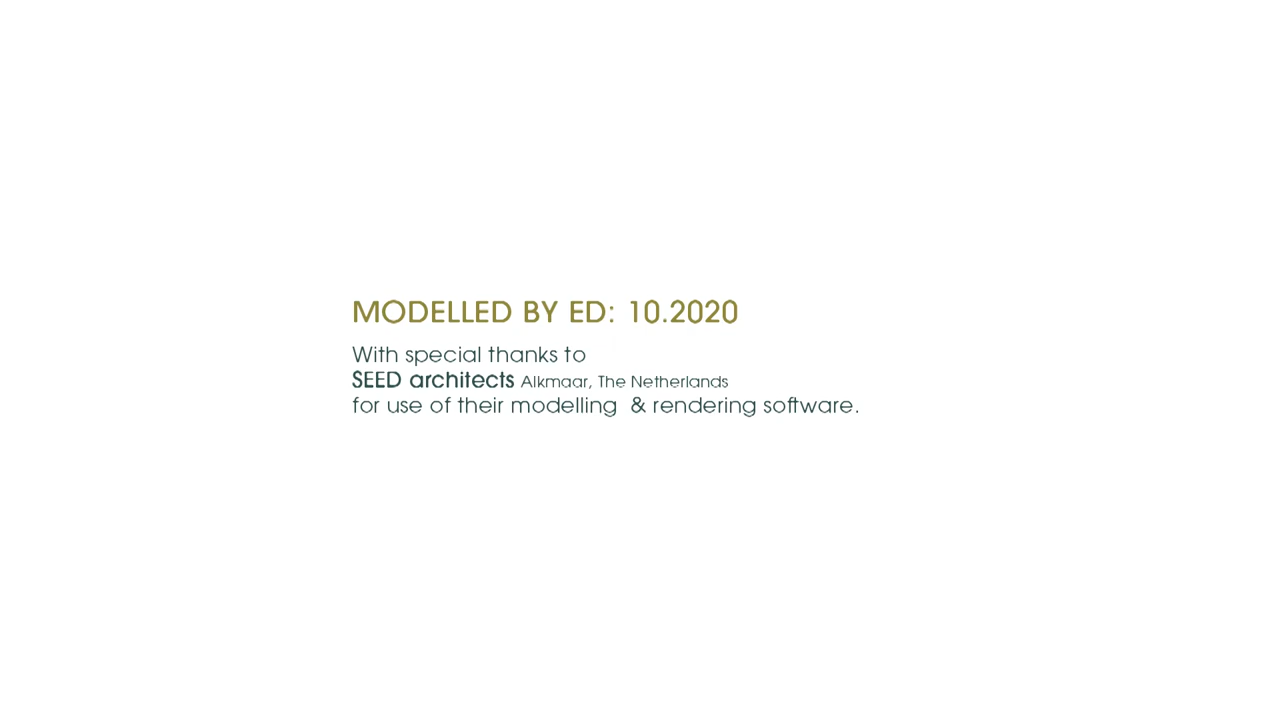 MODELLED BY ED: 10.2020
With special thanks to
SEED architects Alkmaar, The Netherlands
for use of their modelling  & rendering software.